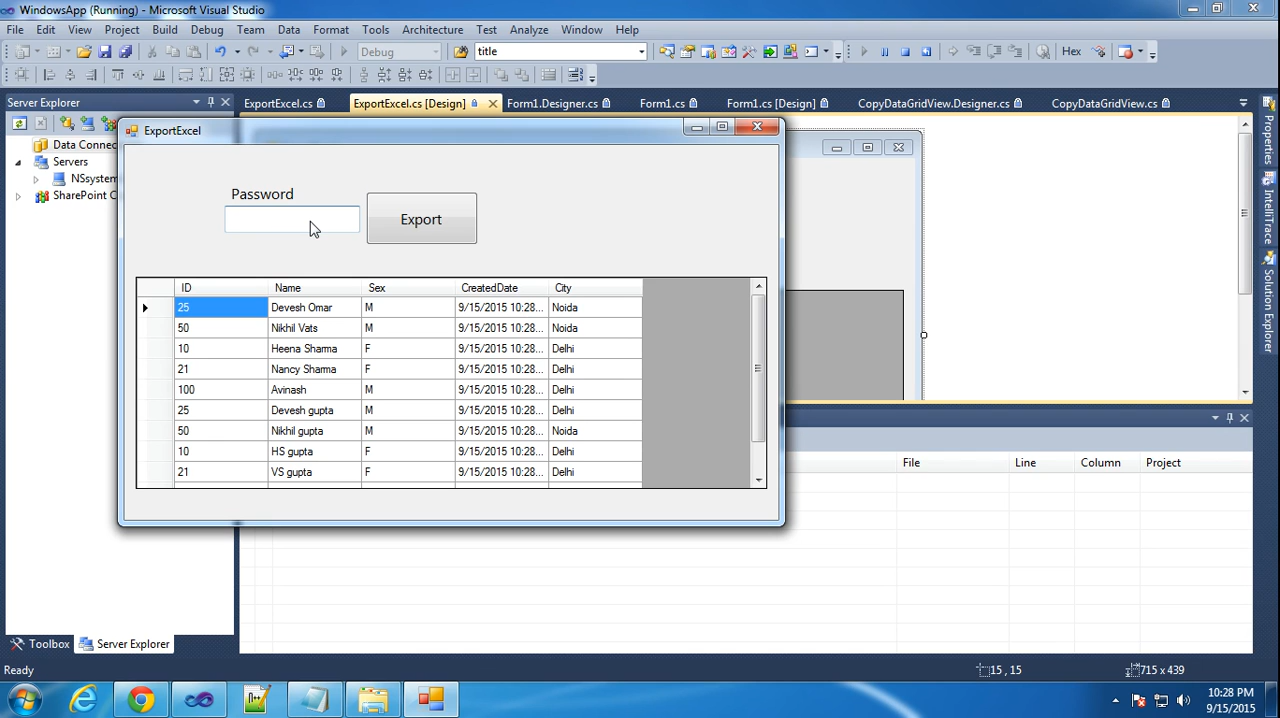 WindowsApp (Running) - Microsoft Visual Studio
File Edit View Project Build Debug Team Data Format Tools Architecture Test Analyze Window Help
Debug title Hex
Server Explorer ExportExcel.cs ExportExcel.cs [Design] Form1.Designer.cs Form1.cs Form1.cs [Design] CopyDataGridView.Designer.cs CopyDataGridView.cs
Data Connec
Servers
NSsystem
SharePoint C
ExportExcel
Password
Export
ID Name Sex CreatedDate City
25 Devesh Omar M 9/15/2015 10:28... Noida
50 Nikhil Vats M 9/15/2015 10:28... Noida
10 Heena Sharma F 9/15/2015 10:28... Delhi
21 Nancy Sharma F 9/15/2015 10:28... Delhi
100 Avinash M 9/15/2015 10:28... Delhi
25 Devesh gupta M 9/15/2015 10:28... Delhi
50 Nikhil gupta M 9/15/2015 10:28... Noida
10 HS gupta F 9/15/2015 10:28... Delhi
21 VS gupta F 9/15/2015 10:28... Delhi
File Line Column Project
Properties
IntelliTrace
Solution Explorer
Toolbox Server Explorer
Ready 15 , 15 715 x 439
10:28 PM
9/15/2015